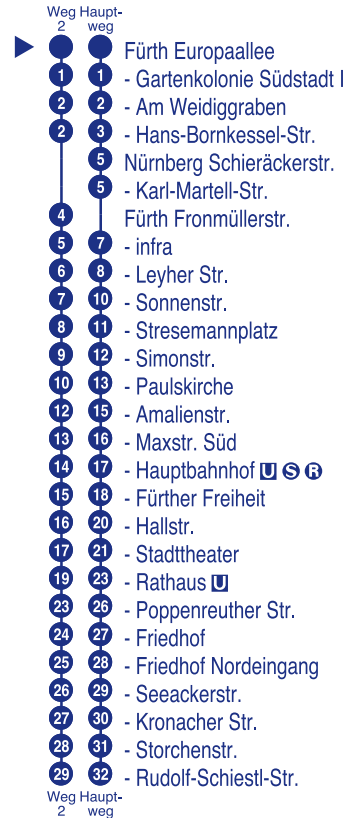 Weg Haupt-
2 weg
Fürth Europaallee
1 1 - Gartenkolonie Südstadt I
2 2 - Am Weidiggraben
2 3 - Hans-Bornkessel-Str.
5 Nürnberg Schieräckerstr.
5 - Karl-Martell-Str.
4 Fürth Fronmüllerstr.
5 7 - infra
6 8 - Leyher Str.
7 10 - Sonnenstr.
8 11 - Stresemannplatz
9 12 - Simonstr.
10 13 - Paulskirche
12 15 - Amalienstr.
13 16 - Maxstr. Süd
14 17 - Hauptbahnhof U S R
15 18 - Fürther Freiheit
16 20 - Hallstr.
17 21 - Stadttheater
19 23 - Rathaus U
23 26 - Poppenreuther Str.
24 27 - Friedhof
25 28 - Friedhof Nordeingang
26 29 - Seeackerstr.
27 30 - Kronacher Str.
28 31 - Storchenstr.
29 32 - Rudolf-Schiestl-Str.
Weg Haupt-
2 weg